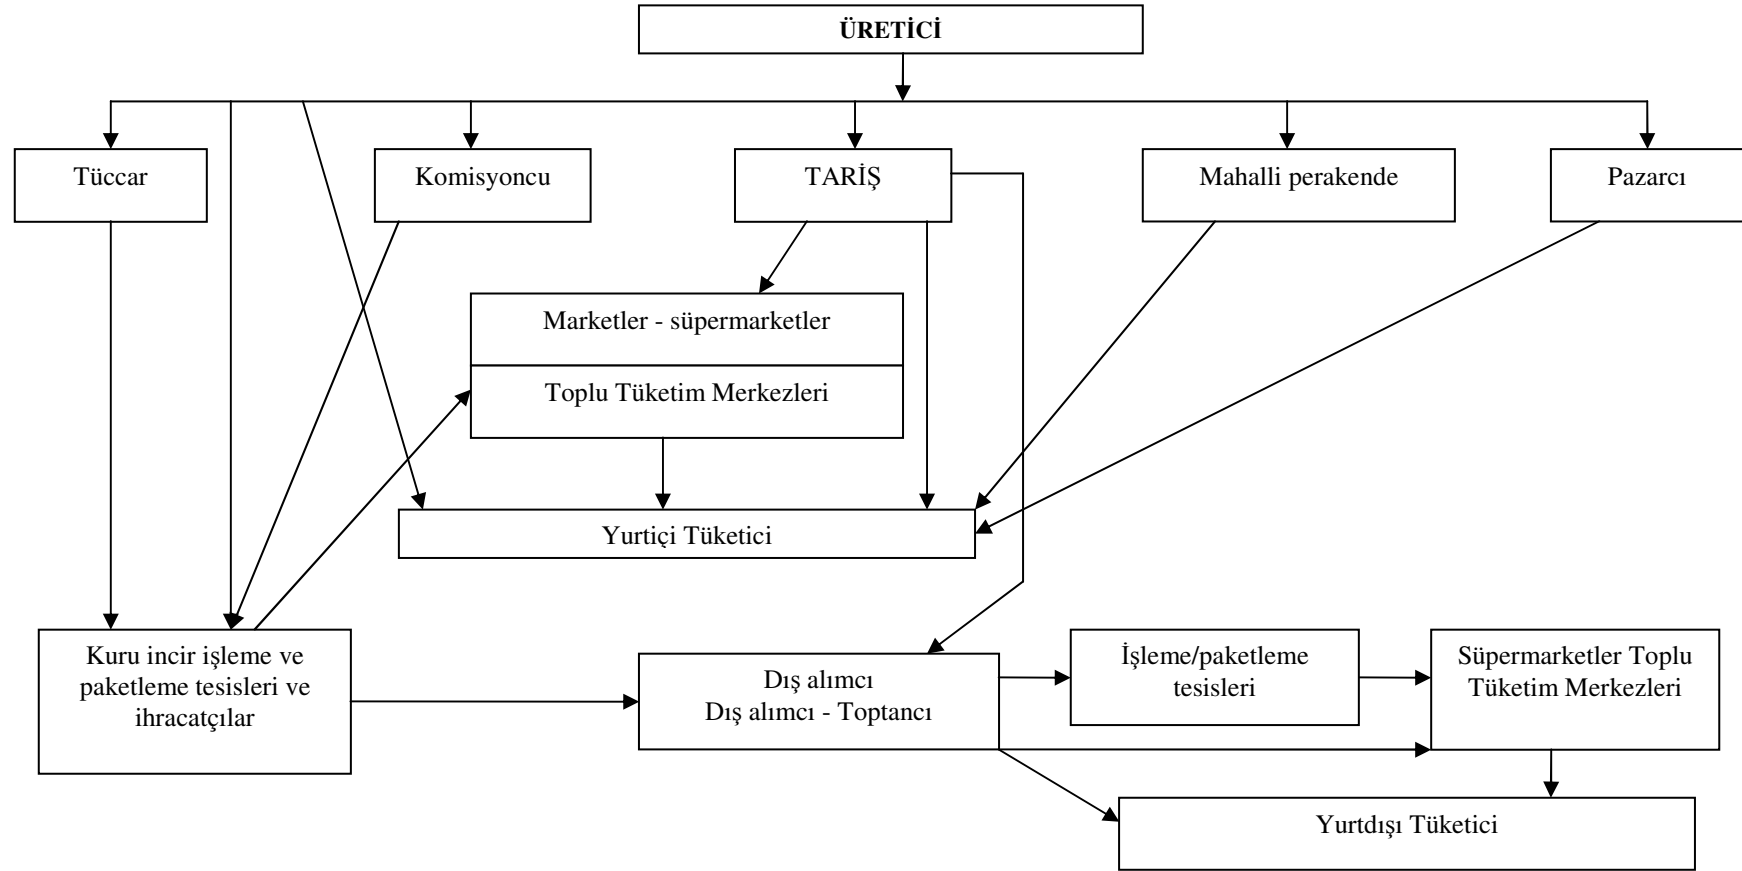 ÜRETİCİ
Tüccar
Komisyoncu
TARİŞ
Mahalli perakende
Pazarcı
Marketler - süpermarketler
Toplu Tüketim Merkezleri
Yurtiçi Tüketici
Kuru incir işleme ve
paketleme tesisleri ve
ihracatçılar
Dış alımcı
Dış alımcı - Toptancı
İşleme/paketleme
tesisleri
Süpermarketler Toplu
Tüketim Merkezleri
Yurtdışı Tüketici